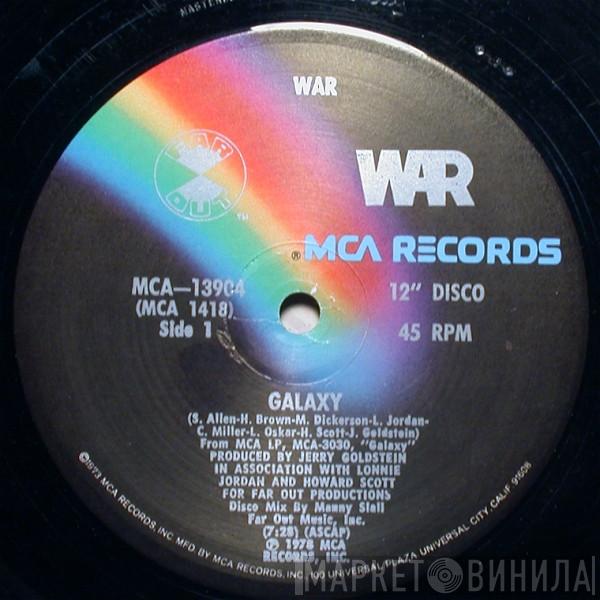 MASTERE
WAR
FAR OUT
TM
WAR
® MCA RECORDS
MCA—13904
(MCA 1418)
Side 1
12" DISCO
45 RPM
GALAXY
(S. Allen-H. Brown-M. Dickerson-L. Jordan-
C. Miller-L. Oskar-H. Scott-J. Goldstein)
From MCA LP, MCA-3030, "Galaxy"
PRODUCED BY JERRY GOLDSTEIN
IN ASSOCIATION WITH LONNIE
JORDAN AND HOWARD SCOTT
FOR FAR OUT PRODUCTIONS
Disco Mix By Manny Slali
Far Out Music, Inc.
(7:28) (ASCAP)
℗ 1978 MCA
RECORDS, INC.
©1973 MCA RECORDS, INC. MFD BY MCA RECORDS, INC., 100 UNIVERSAL PLAZA UNIVERSAL CITY, CALIF. 91608
МАРКЕТ ВИНИЛА